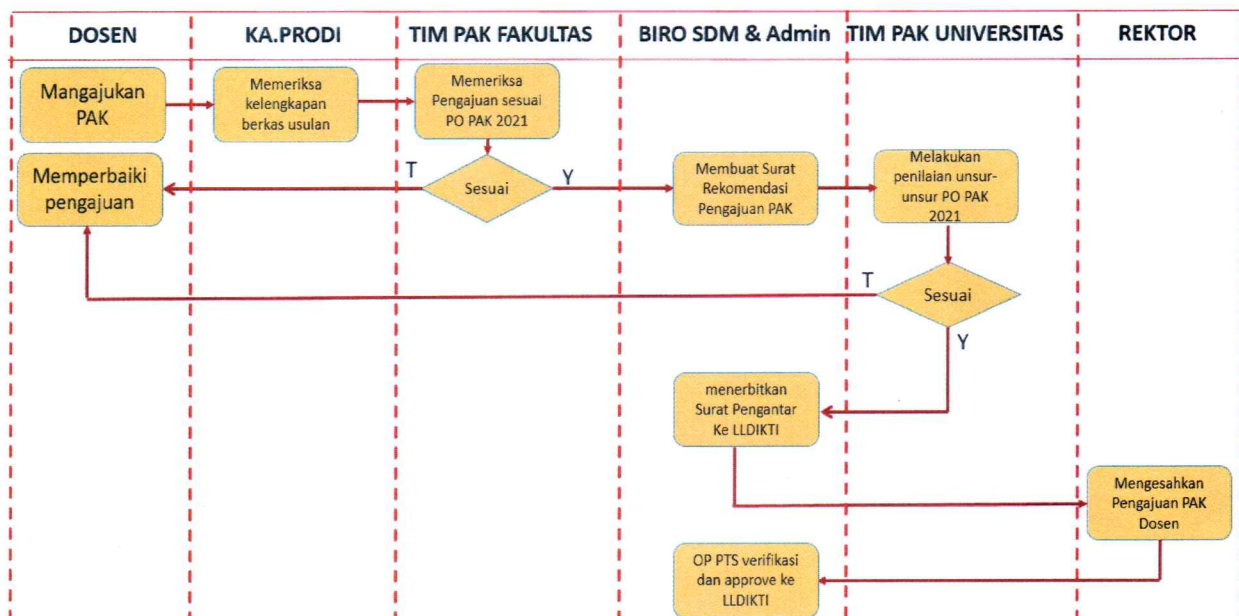 DOSEN
KA.PRODI
TIM PAK FAKULTAS
BIRO SDM & Admin
TIM PAK UNIVERSITAS
REKTOR
Mangajukan
PAK
Memeriksa
kelengkapan
berkas usulan
Memeriksa
Pengajuan sesuai
PO PAK 2021
Memperbaiki
pengajuan
T
Sesuai
Y
Membuat Surat
Rekomendasi
Pengajuan PAK
Melakukan
penilaian unsur-
unsur PO PAK
2021
T
Sesuai
Y
menerbitkan
Surat Pengantar
Ke LLDIKTI
Mengesahkan
Pengajuan PAK
Dosen
OP PTS verifikasi
dan approve ke
LLDIKTI